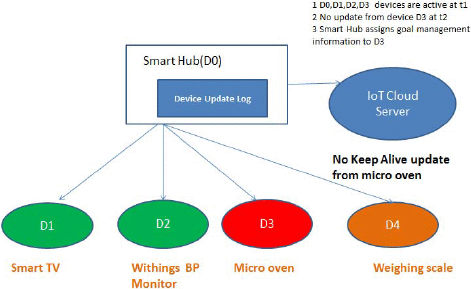 1 D0,D1,D2,D3 devices are active at t1
2 No update from device D3 at t2
3 Smart Hub assigns goal management
information to D3
Smart Hub(D0)
Device Update Log
IoT Cloud
Server
No Keep Alive update
from micro oven
D1
D2
D3
D4
Smart TV
Withings BP
Monitor
Micro oven
Weighing scale